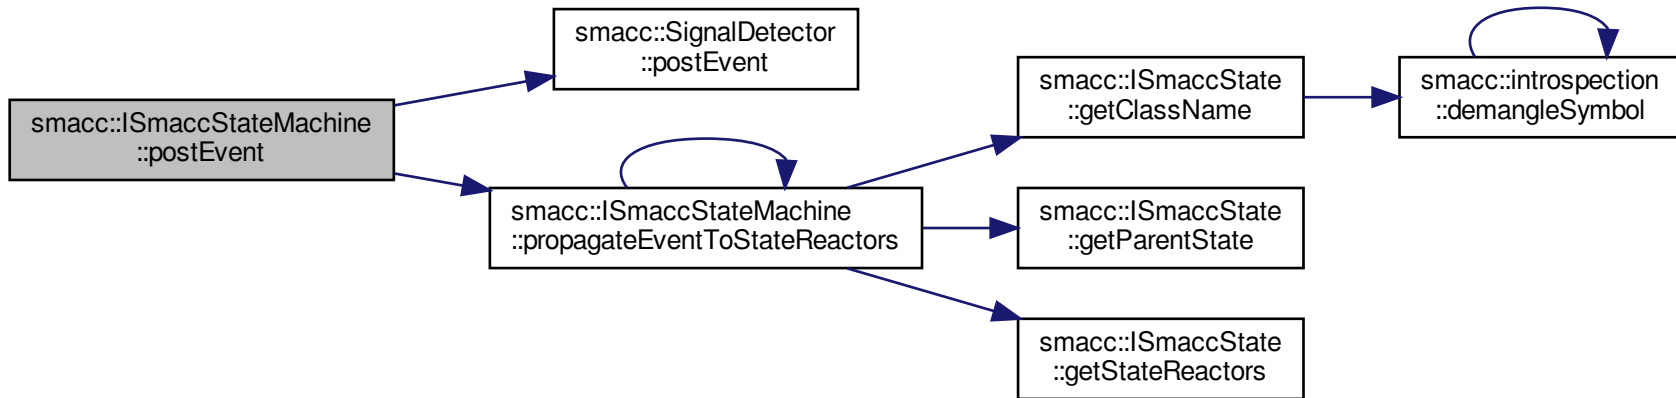 smacc::ISmaccStateMachine
::postEvent
smacc::SignalDetector
::postEvent
smacc::ISmaccStateMachine
::propagateEventToStateReactors
smacc::ISmaccState
::getClassName
smacc::introspection
::demangleSymbol
smacc::ISmaccState
::getParentState
smacc::ISmaccState
::getStateReactors